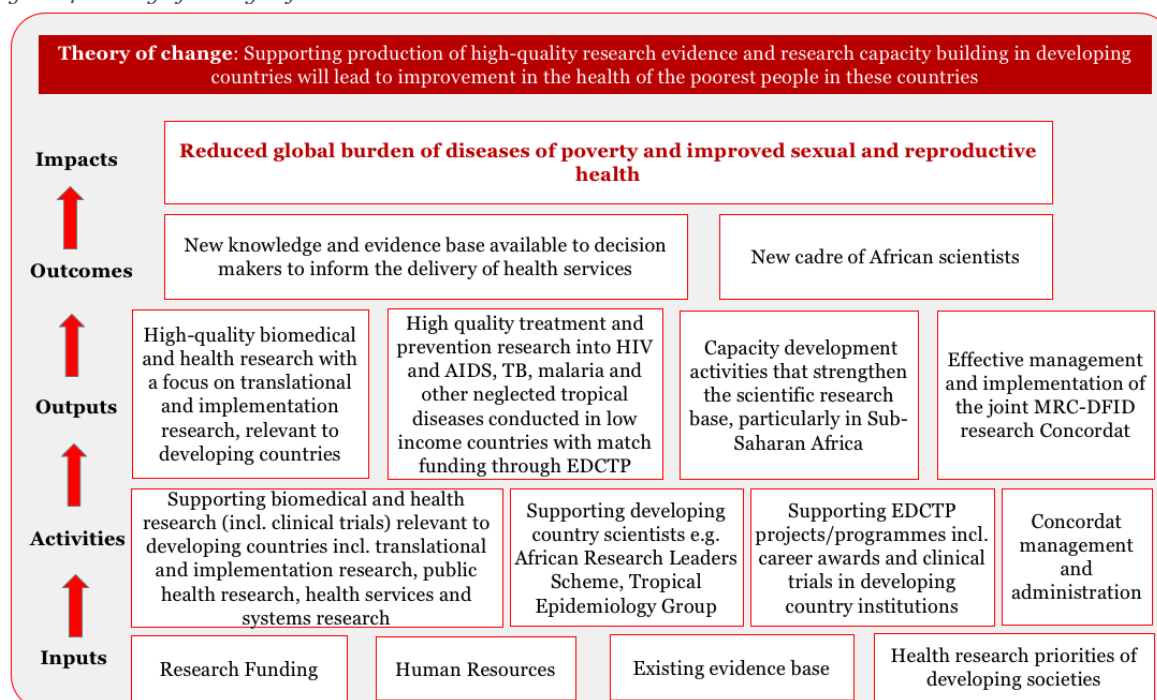 Theory of change: Supporting production of high-quality research evidence and research capacity building in developing
countries will lead to improvement in the health of the poorest people in these countries
Impacts
Reduced global burden of diseases of poverty and improved sexual and reproductive
health
Outcomes
New knowledge and evidence base available to decision
makers to inform the delivery of health services
New cadre of African scientists
Outputs
High-quality biomedical
and health research with
a focus on translational
and implementation
research, relevant to
developing countries
High quality treatment and
prevention research into HIV
and AIDS, TB, malaria and
other neglected tropical
diseases conducted in low
income countries with match
funding through EDCTP
Capacity development
activities that strengthen
the scientific research
base, particularly in Sub-
Saharan Africa
Effective management
and implementation of
the joint MRC-DFID
research Concordat
Activities
Supporting biomedical and health
research (incl. clinical trials) relevant to
developing countries incl. translational
and implementation research, public
health research, health services and
systems research
Supporting developing
country scientists e.g.
African Research Leaders
Scheme, Tropical
Epidemiology Group
Supporting EDCTP
projects/programmes incl.
career awards and clinical
trials in developing
country institutions
Concordat
management
and
administration
Inputs
Research Funding
Human Resources
Existing evidence base
Health research priorities of
developing societies